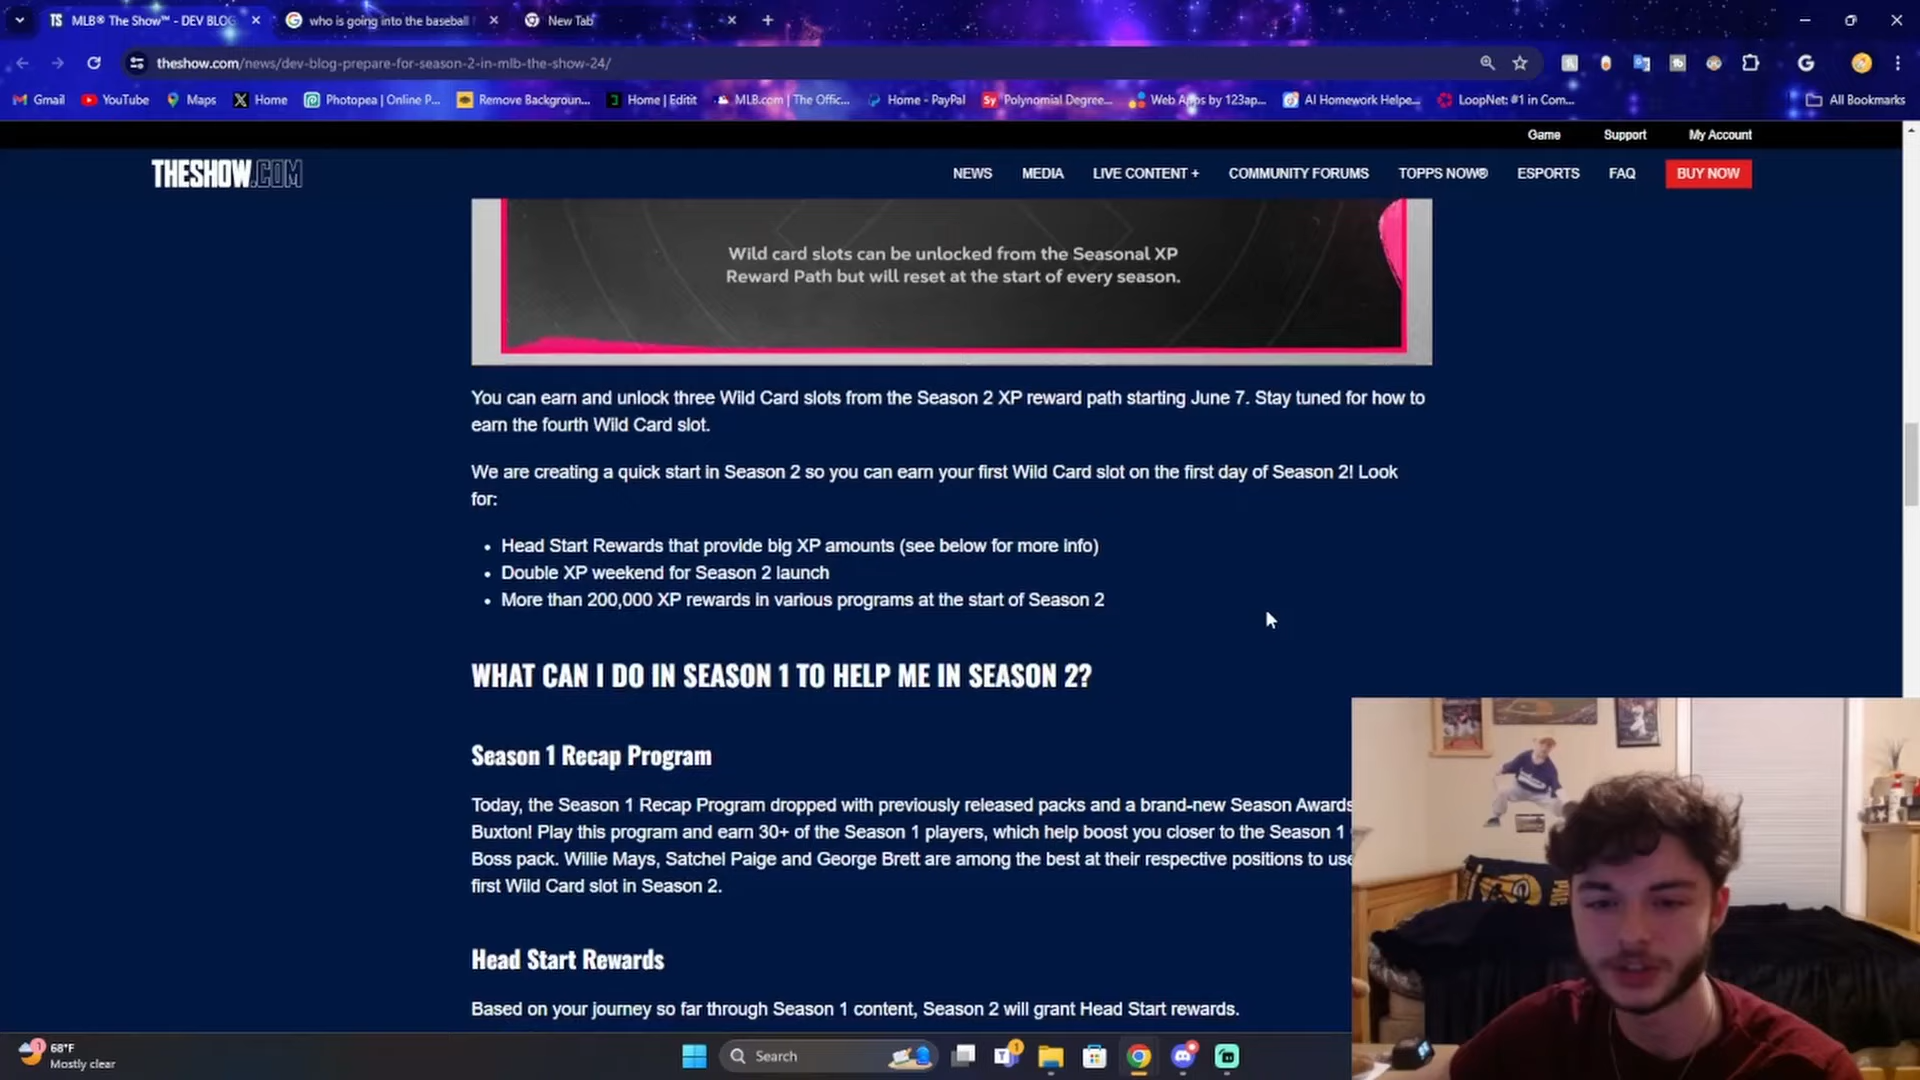 MLB® The Show™ - DEV BLOG
who is going into the baseball
New Tab
theshow.com/news/dev-blog-prepare-for-season-2-in-mlb-the-show-24/
Gmail
YouTube
Maps
Home
Photopea | Online P...
Remove Backgroun...
Home | Editit
MLB.com | The Offic...
Home - PayPal
Polynomial Degree...
Web Apps by 123ap...
AI Homework Helpe...
LoopNet: #1 in Com...
All Bookmarks
Game
Support
My Account
THESHOW.COM
NEWS
MEDIA
LIVE CONTENT +
COMMUNITY FORUMS
TOPPS NOW®
ESPORTS
FAQ
BUY NOW
Wild card slots can be unlocked from the Seasonal XP
Reward Path but will reset at the start of every season.
You can earn and unlock three Wild Card slots from the Season 2 XP reward path starting June 7. Stay tuned for how to
earn the fourth Wild Card slot.
We are creating a quick start in Season 2 so you can earn your first Wild Card slot on the first day of Season 2! Look
for:
• Head Start Rewards that provide big XP amounts (see below for more info)
• Double XP weekend for Season 2 launch
• More than 200,000 XP rewards in various programs at the start of Season 2
WHAT CAN I DO IN SEASON 1 TO HELP ME IN SEASON 2?
Season 1 Recap Program
Today, the Season 1 Recap Program dropped with previously released packs and a brand-new Season Awards
Buxton! Play this program and earn 30+ of the Season 1 players, which help boost you closer to the Season 1
Boss pack. Willie Mays, Satchel Paige and George Brett are among the best at their respective positions to use
first Wild Card slot in Season 2.
Head Start Rewards
Based on your journey so far through Season 1 content, Season 2 will grant Head Start rewards.
68°F
Mostly clear
Search